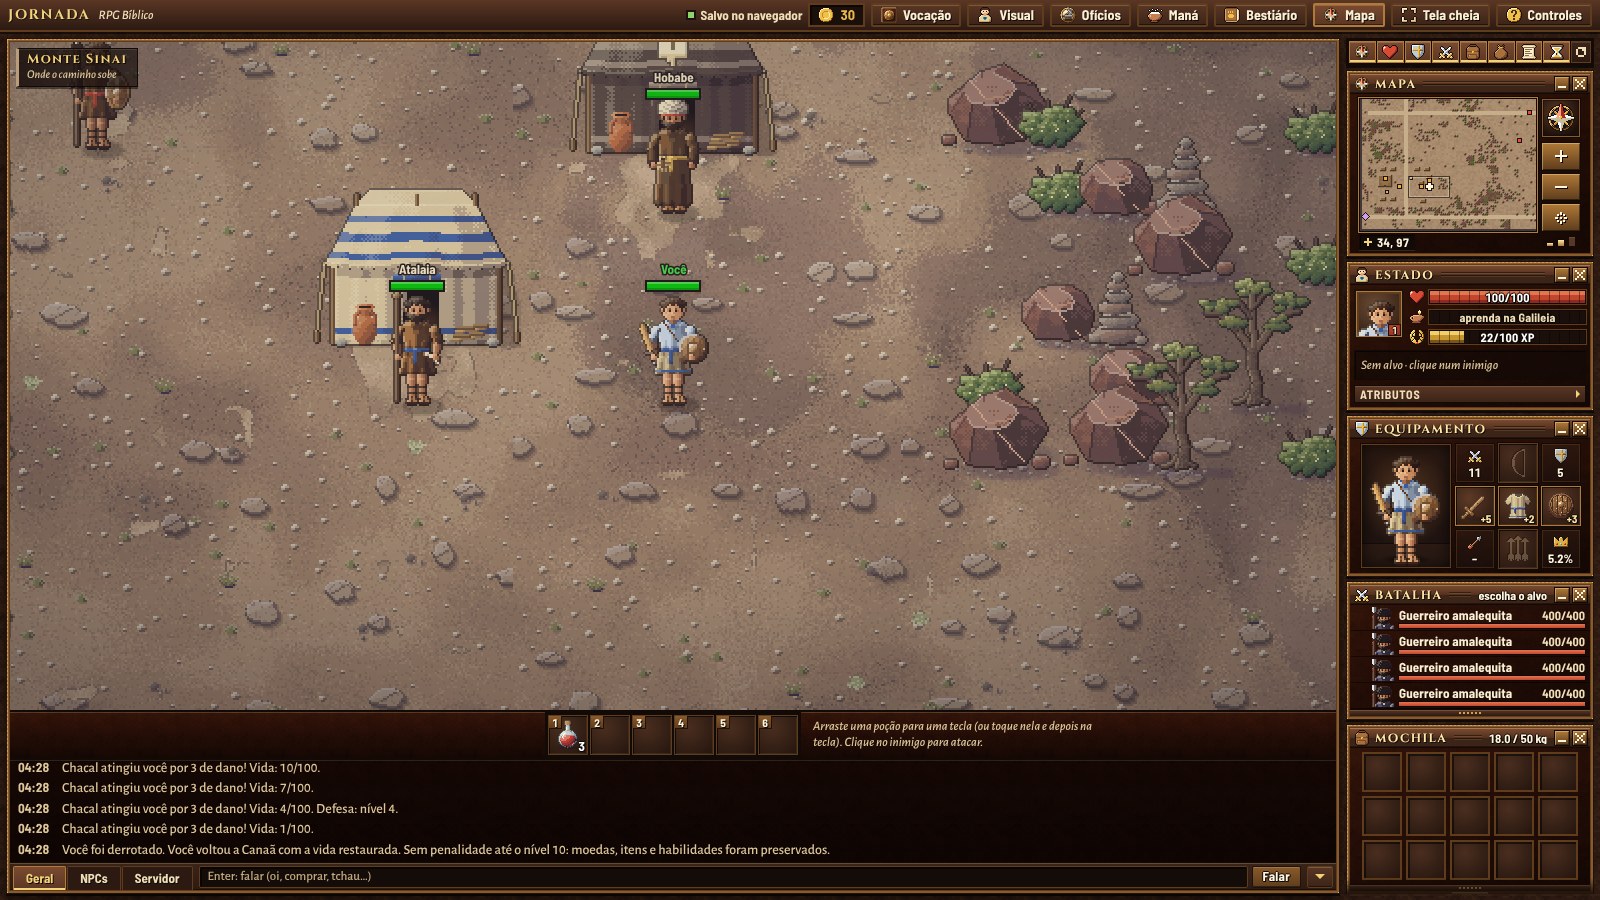 JORNADA RPG Bíblico
Salvo no navegador 30 Vocação Visual Ofícios Maná Bestiário Mapa Tela cheia Controles
MONTE SINAI
Onde o caminho sobe
Hobabe
Atalaia
Você
MAPA
34, 97
ESTADO
100/100
aprenda na Galileia
1
22/100 XP
Sem alvo · clique num inimigo
ATRIBUTOS
EQUIPAMENTO
11
5
+5
+2
+3
-
5.2%
BATALHA escolha o alvo
Guerreiro amalequita 400/400
Guerreiro amalequita 400/400
Guerreiro amalequita 400/400
Guerreiro amalequita 400/400
MOCHILA 18.0 / 50 kg
1 3 2 3 4 5 6
Arraste uma poção para uma tecla (ou toque nela e depois na
tecla). Clique no inimigo para atacar.
04:28 Chacal atingiu você por 3 de dano! Vida: 10/100.
04:28 Chacal atingiu você por 3 de dano! Vida: 7/100.
04:28 Chacal atingiu você por 3 de dano! Vida: 4/100. Defesa: nível 4.
04:28 Chacal atingiu você por 3 de dano! Vida: 1/100.
04:28 Você foi derrotado. Você voltou a Canaã com a vida restaurada. Sem penalidade até o nível 10: moedas, itens e habilidades foram preservados.
Geral NPCs Servidor Enter: falar (oi, comprar, tchau...) Falar